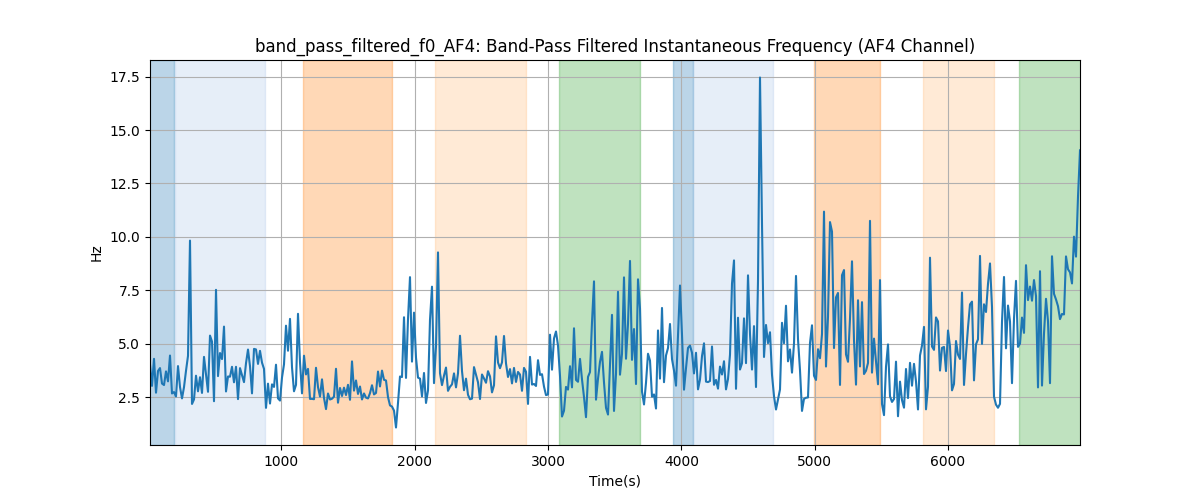 band_pass_filtered_f0_AF4: Band-Pass Filtered Instantaneous Frequency (AF4 Channel)
17.5
15.0
12.5
10.0
7.5
5.0
2.5
Hz
1000 2000 3000 4000 5000 6000
Time(s)